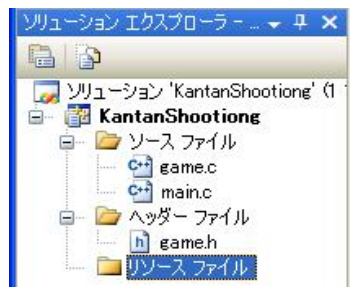 ソリューション エクスプローラ - ...
ソリューション 'KantanShootiong' (1
KantanShootiong
ソース ファイル
game.c
main.c
ヘッダー ファイル
game.h
リソース ファイル